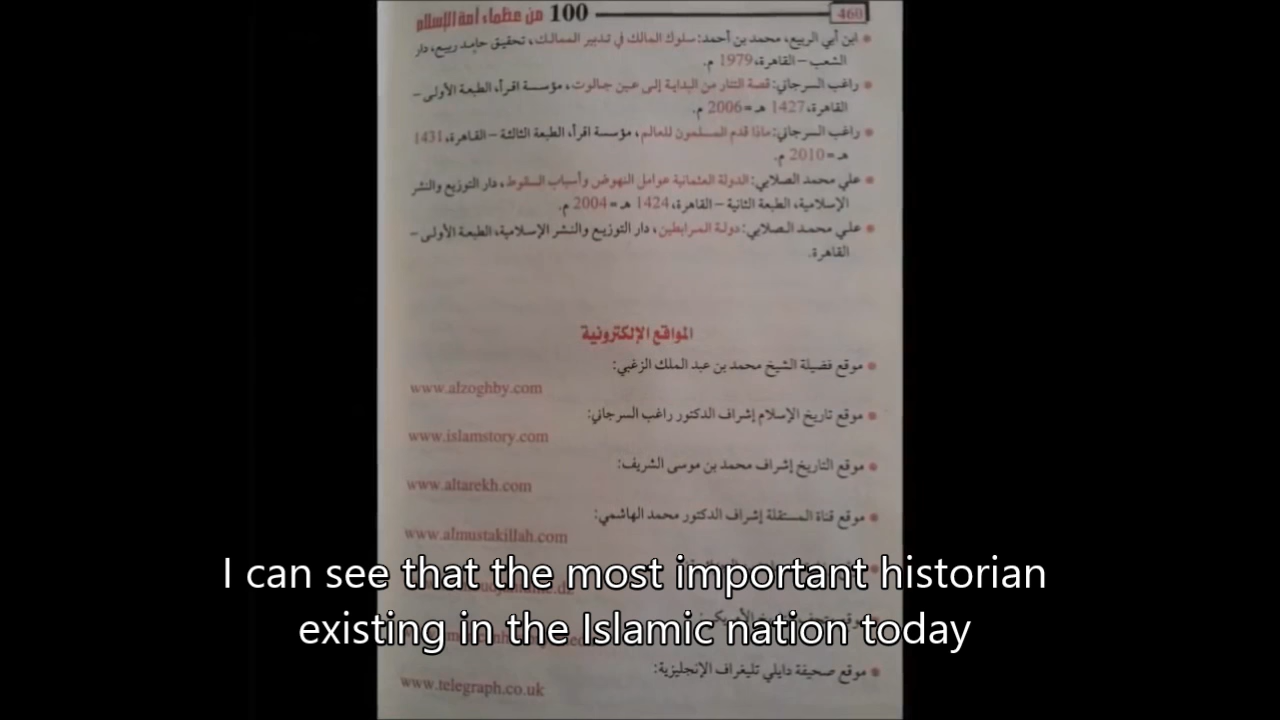 460
100 من عظماء أمة الإسلام
● ابن أبي الربيع، محمد بن أحمد: سلوك المالك في تدبير الممالك، تحقيق حامد ربيع، دار
الشعب – القاهرة، 1979 م.
● راغب السرجاني: قصة التتار من البداية إلى عين جالوت، مؤسسة اقرأ، الطبعة الأولى –
القاهرة، 1427 هـ = 2006 م.
● راغب السرجاني: ماذا قدم المسلمون للعالم، مؤسسة اقرأ، الطبعة الثالثة – القاهرة، 1431
هـ = 2010 م.
● علي محمد الصلابي: الدولة العثمانية عوامل النهوض وأسباب السقوط، دار التوزيع والنشر
الإسلامية، الطبعة الثانية – القاهرة، 1424 هـ = 2004 م.
● علي محمد الصلابي: دولة المرابطين، دار التوزيع والنشر الإسلامية، الطبعة الأولى –
القاهرة.
المواقع الإلكترونية
● موقع فضيلة الشيخ محمد بن عبد الملك الزغبي:
www.alzoghby.com
● موقع تاريخ الإسلام إشراف الدكتور راغب السرجاني:
www.islamstory.com
● موقع التاريخ إشراف محمد بن موسى الشريف:
www.altarekh.com
● موقع قناة المستقلة إشراف الدكتور محمد الهاشمي:
www.almustakillah.com
I can see that the most important historian
existing in the Islamic nation today
● موقع صحيفة دايلي تليغراف الإنجليزية:
www.telegraph.co.uk